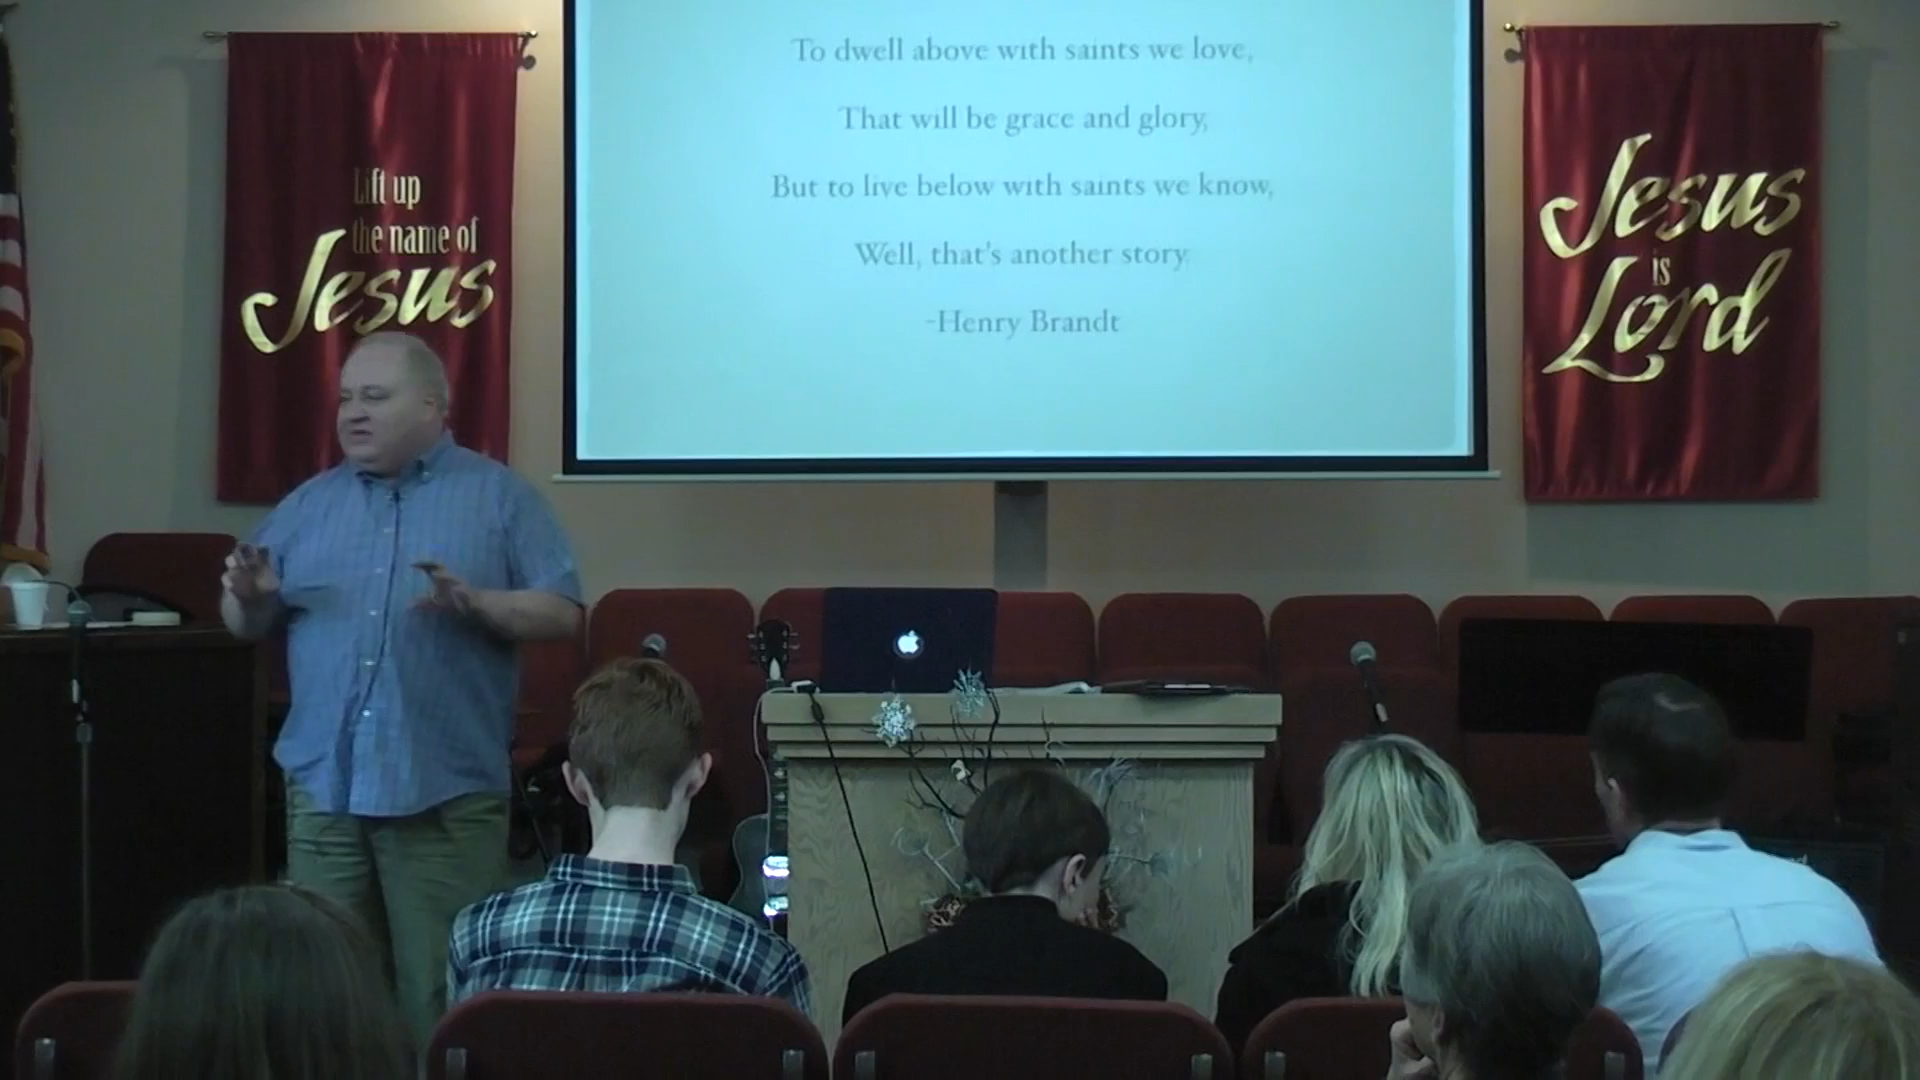 To dwell above with saints we love,
That will be grace and glory,
But to live below with saints we know,
Well, that's another story.
-Henry Brandt
Lift up
the name of
Jesus
Jesus
is
Lord